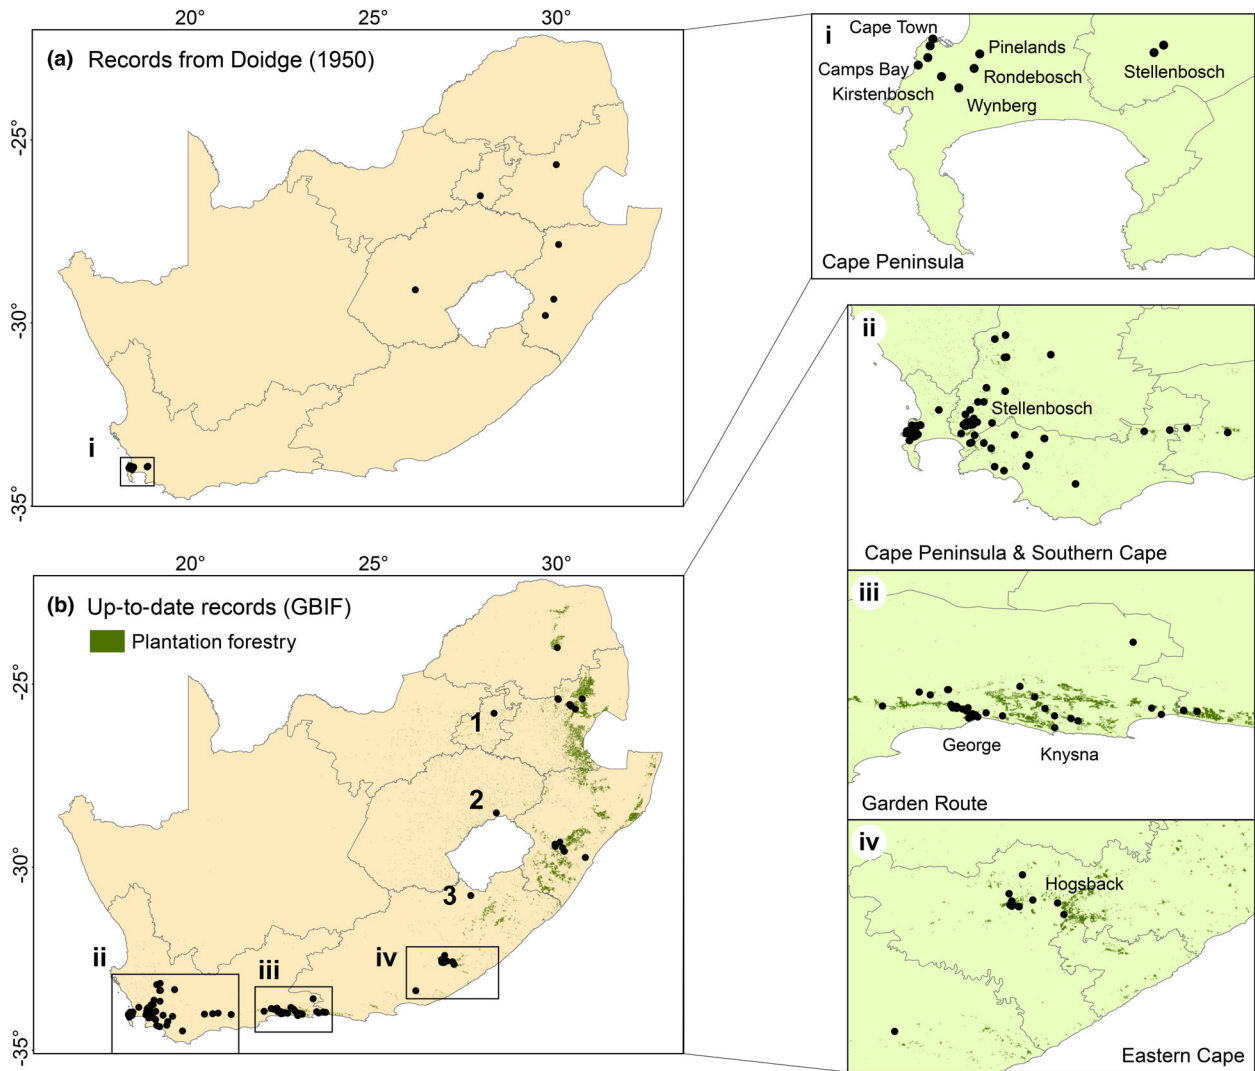 20° 25° 30°
(a) Records from Doidge (1950)
-25°
-30°
-35°
i
i
Cape Town
Pinelands
Camps Bay
Rondebosch
Stellenbosch
Kirstenbosch
Wynberg
Cape Peninsula
20° 25° 30°
(b) Up-to-date records (GBIF)
Plantation forestry
-25°
-30°
-35°
1
2
3
ii
iii
iv
ii
Stellenbosch
Cape Peninsula & Southern Cape
iii
George
Knysna
Garden Route
iv
Hogsback
Eastern Cape